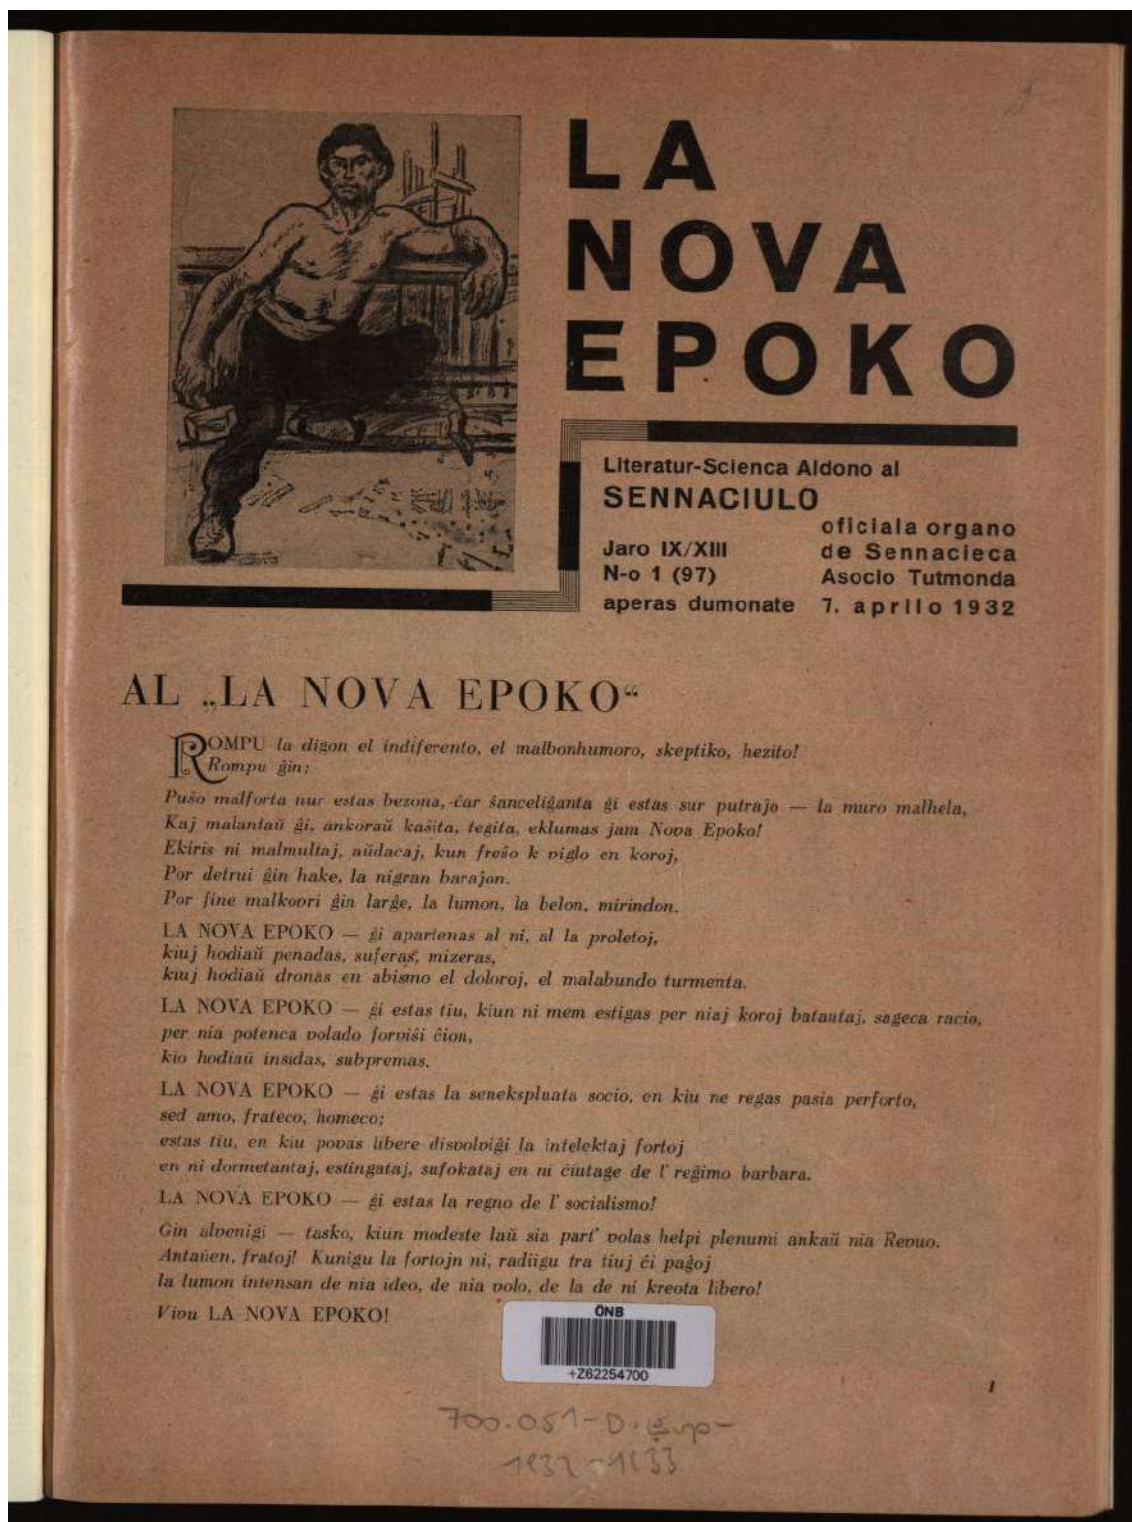 LA
NOVA
EPOKO
Literatur-Scienca Aldono al
SENNACIULO
oficiala organo
de Sennacieca
Asocio Tutmonda
Jaro IX/XIII
N-o 1 (97)
aperas dumonate 7. aprilo 1932
AL „LA NOVA EPOKO“
ROMPU la digon el indiferento, el malbonhumoro, skeptiko, hezito!
Rompu ĝin;
Puŝo malforta nur estas bezona, ĉar ŝanceliĝanta ĝi estas sur putraĵo — la muro malhela,
Kaj malantaŭ ĝi, ankoraŭ kaŝita, tegita, eklumas jam Nova Epoko!
Ekiris ni malmultaj, aŭdacaj, kun freŝo k viglo en koroj,
Por detrui ĝin hake, la nigran baraĵon.
Por fine malkovri ĝin larĝe, la lumon, la belon, mirindon.
LA NOVA EPOKO — ĝi apartenas al ni, al la proletoj,
kiuj hodiaŭ penadas, suferas, mizeras,
kiuj hodiaŭ dronas en abismo el doloroj, el malabundo turmenta.
LA NOVA EPOKO — ĝi estas tiu, kiun ni mem estigas per niaj koroj batantaj, sageca racio,
per nia potenca volado forviŝi ĉion,
kio hodiaŭ insidas, subpremas.
LA NOVA EPOKO — ĝi estas la senekspluata socio, en kiu ne regas pasia perforto,
sed amo, frateco, homeco;
estas tiu, en kiu povas libere disvolviĝi la intelektaj fortoj
en ni dormetantaj, estingataj, sufokataj en ni ĉiutage de l' reĝimo barbara.
LA NOVA EPOKO — ĝi estas la regno de l' socialismo!
Ĝin alvenigi — tasko, kiun modeste laŭ sia part' volas helpi plenumi ankaŭ nia Revuo.
Antaŭen, fratoj! Kunigu la fortojn ni, radiigu tra tiuj ĉi paĝoj
la lumon intensan de nia ideo, de nia volo, de la de ni kreota libero!
Vivu LA NOVA EPOKO!
ÖNB
+Z62254700
1
700.051-D.
1932-1933